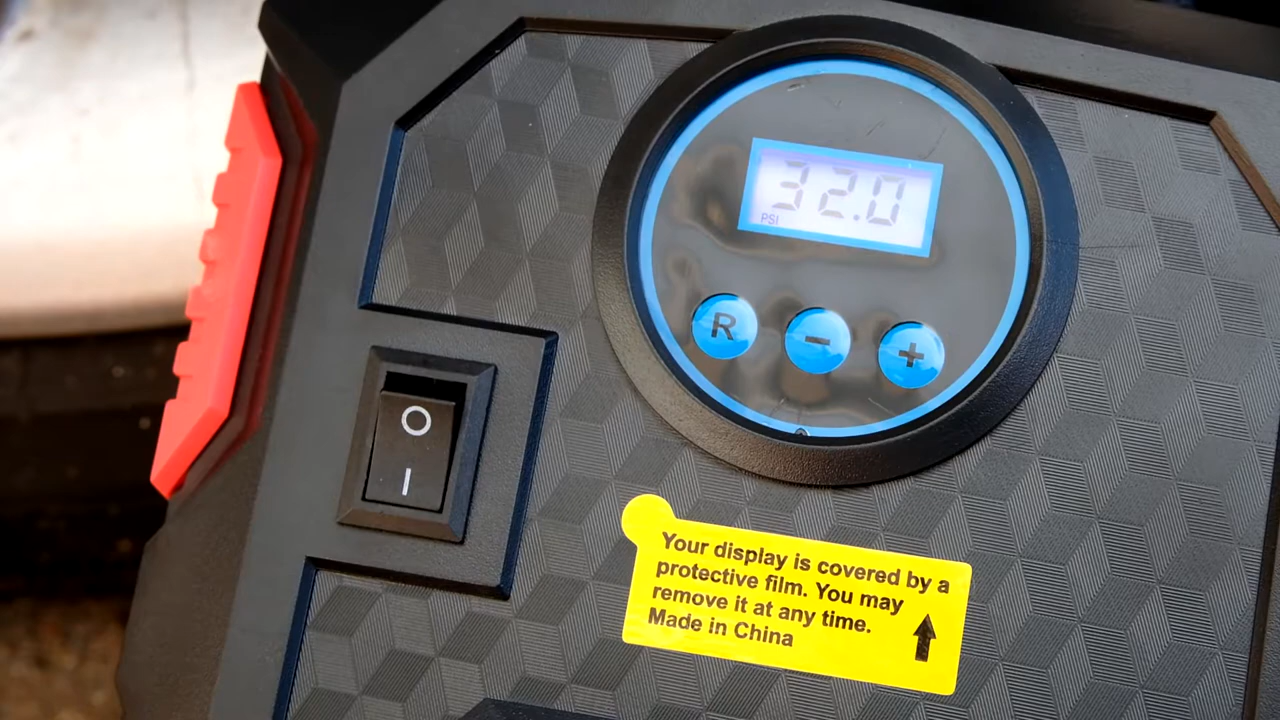 32.0
PSI
R - +
O
I
Your display is covered by a
protective film. You may
remove it at any time.
Made in China